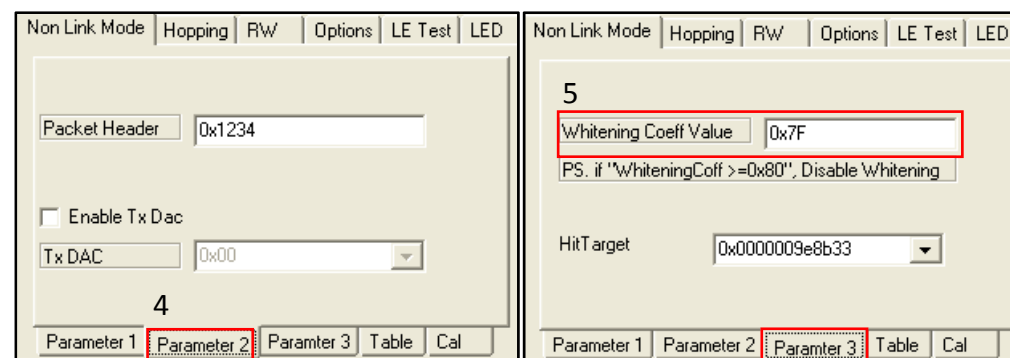 Non Link Mode Hopping RW Options LE Test LED
Packet Header 0x1234
Enable Tx Dac
Tx DAC 0x00
4
Parameter 1 Parameter 2 Paramter 3 Table Cal
Non Link Mode Hopping RW Options LE Test LED
5
Whitening Coeff Value 0x7F
PS. if "WhiteningCoff >=0x80", Disable Whitening
HitTarget 0x0000009e8b33
Parameter 1 Parameter 2 Paramter 3 Table Cal